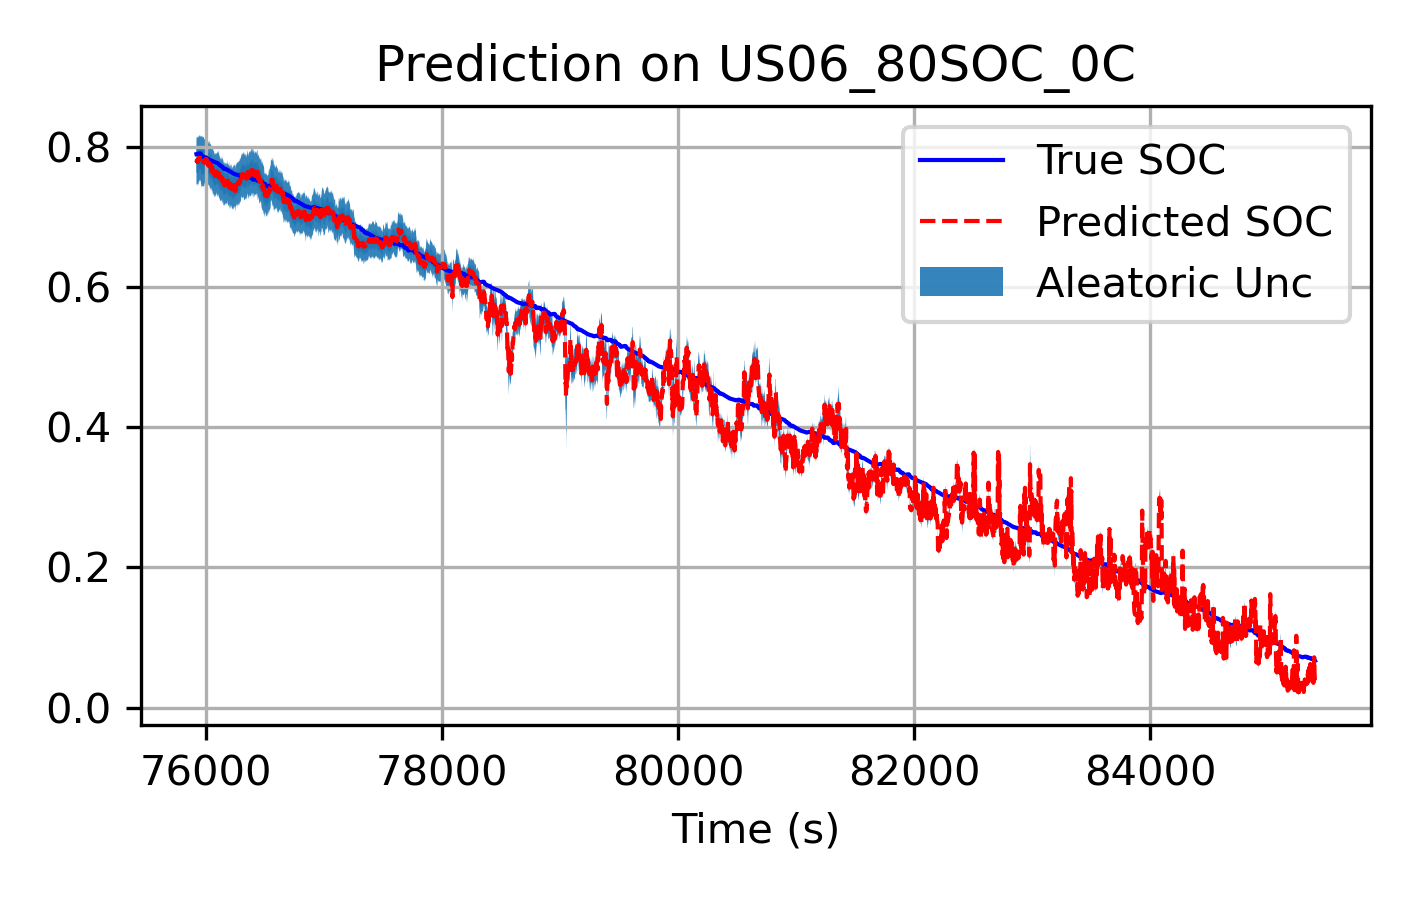 Prediction on US06_80SOC_0C
True SOC
Predicted SOC
Aleatoric Unc
0.8
0.6
0.4
0.2
0.0
76000 78000 80000 82000 84000
Time (s)